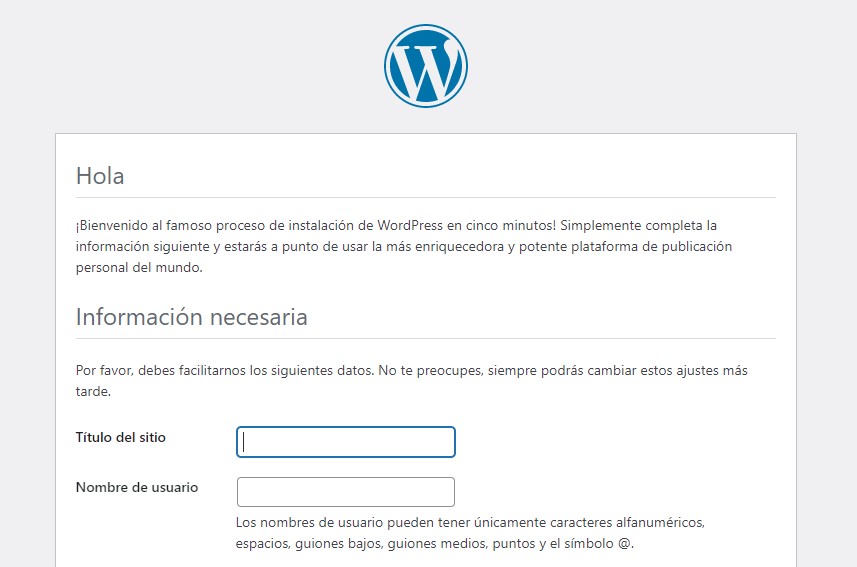 W
Hola
¡Bienvenido al famoso proceso de instalación de WordPress en cinco minutos! Simplemente completa la
información siguiente y estarás a punto de usar la más enriquecedora y potente plataforma de publicación
personal del mundo.
Información necesaria
Por favor, debes facilitarnos los siguientes datos. No te preocupes, siempre podrás cambiar estos ajustes más
tarde.
Título del sitio
Nombre de usuario
Los nombres de usuario pueden tener únicamente caracteres alfanuméricos,
espacios, guiones bajos, guiones medios, puntos y el símbolo @.